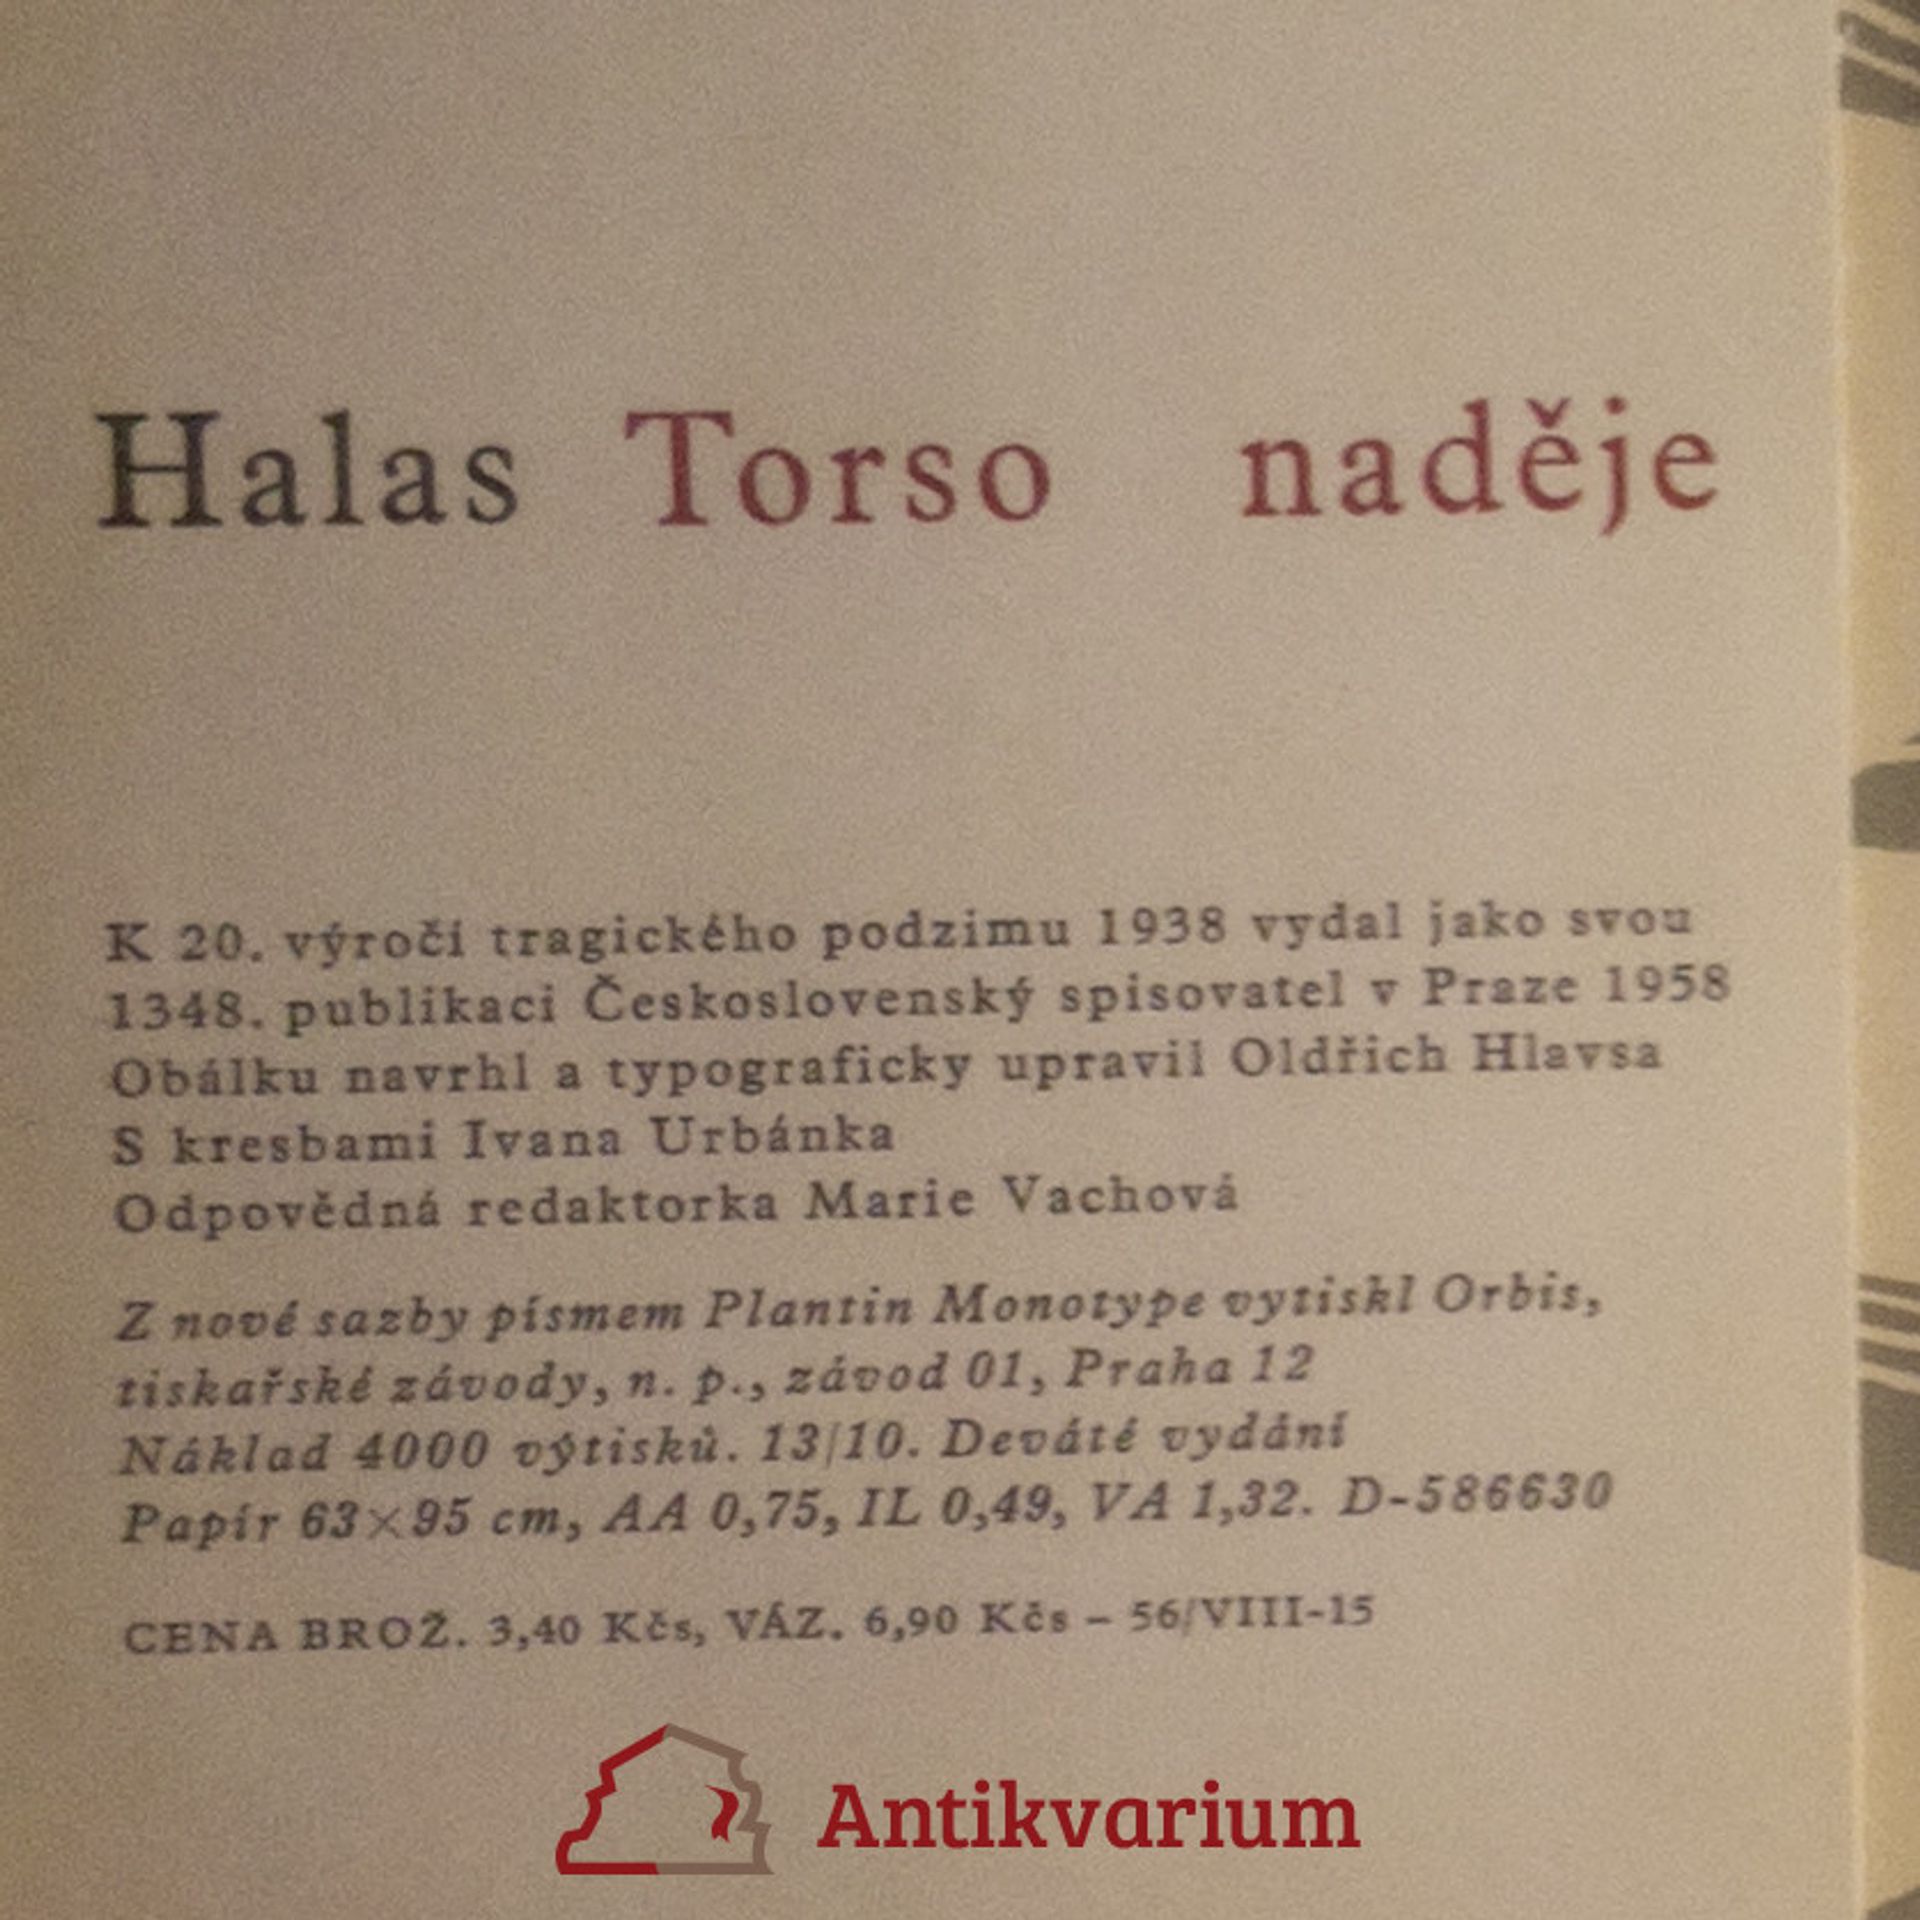 Halas Torso naděje
K 20. výročí tragického podzimu 1938 vydal jako svou
1348. publikaci Československý spisovatel v Praze 1958
Obálku navrhl a typograficky upravil Oldřich Hlavsa
S kresbami Ivana Urbánka
Odpovědná redaktorka Marie Vachová
Z nové sazby písmem Plantin Monotype vytiskl Orbis,
tiskařské závody, n. p., závod 01, Praha 12
Náklad 4000 výtisků. 13/10. Deváté vydání
Papír 63×95 cm, AA 0,75, IL 0,49, VA 1,32. D-586630
CENA BROŽ. 3,40 Kčs, VÁZ. 6,90 Kčs – 56/VIII-15
Antikvarium